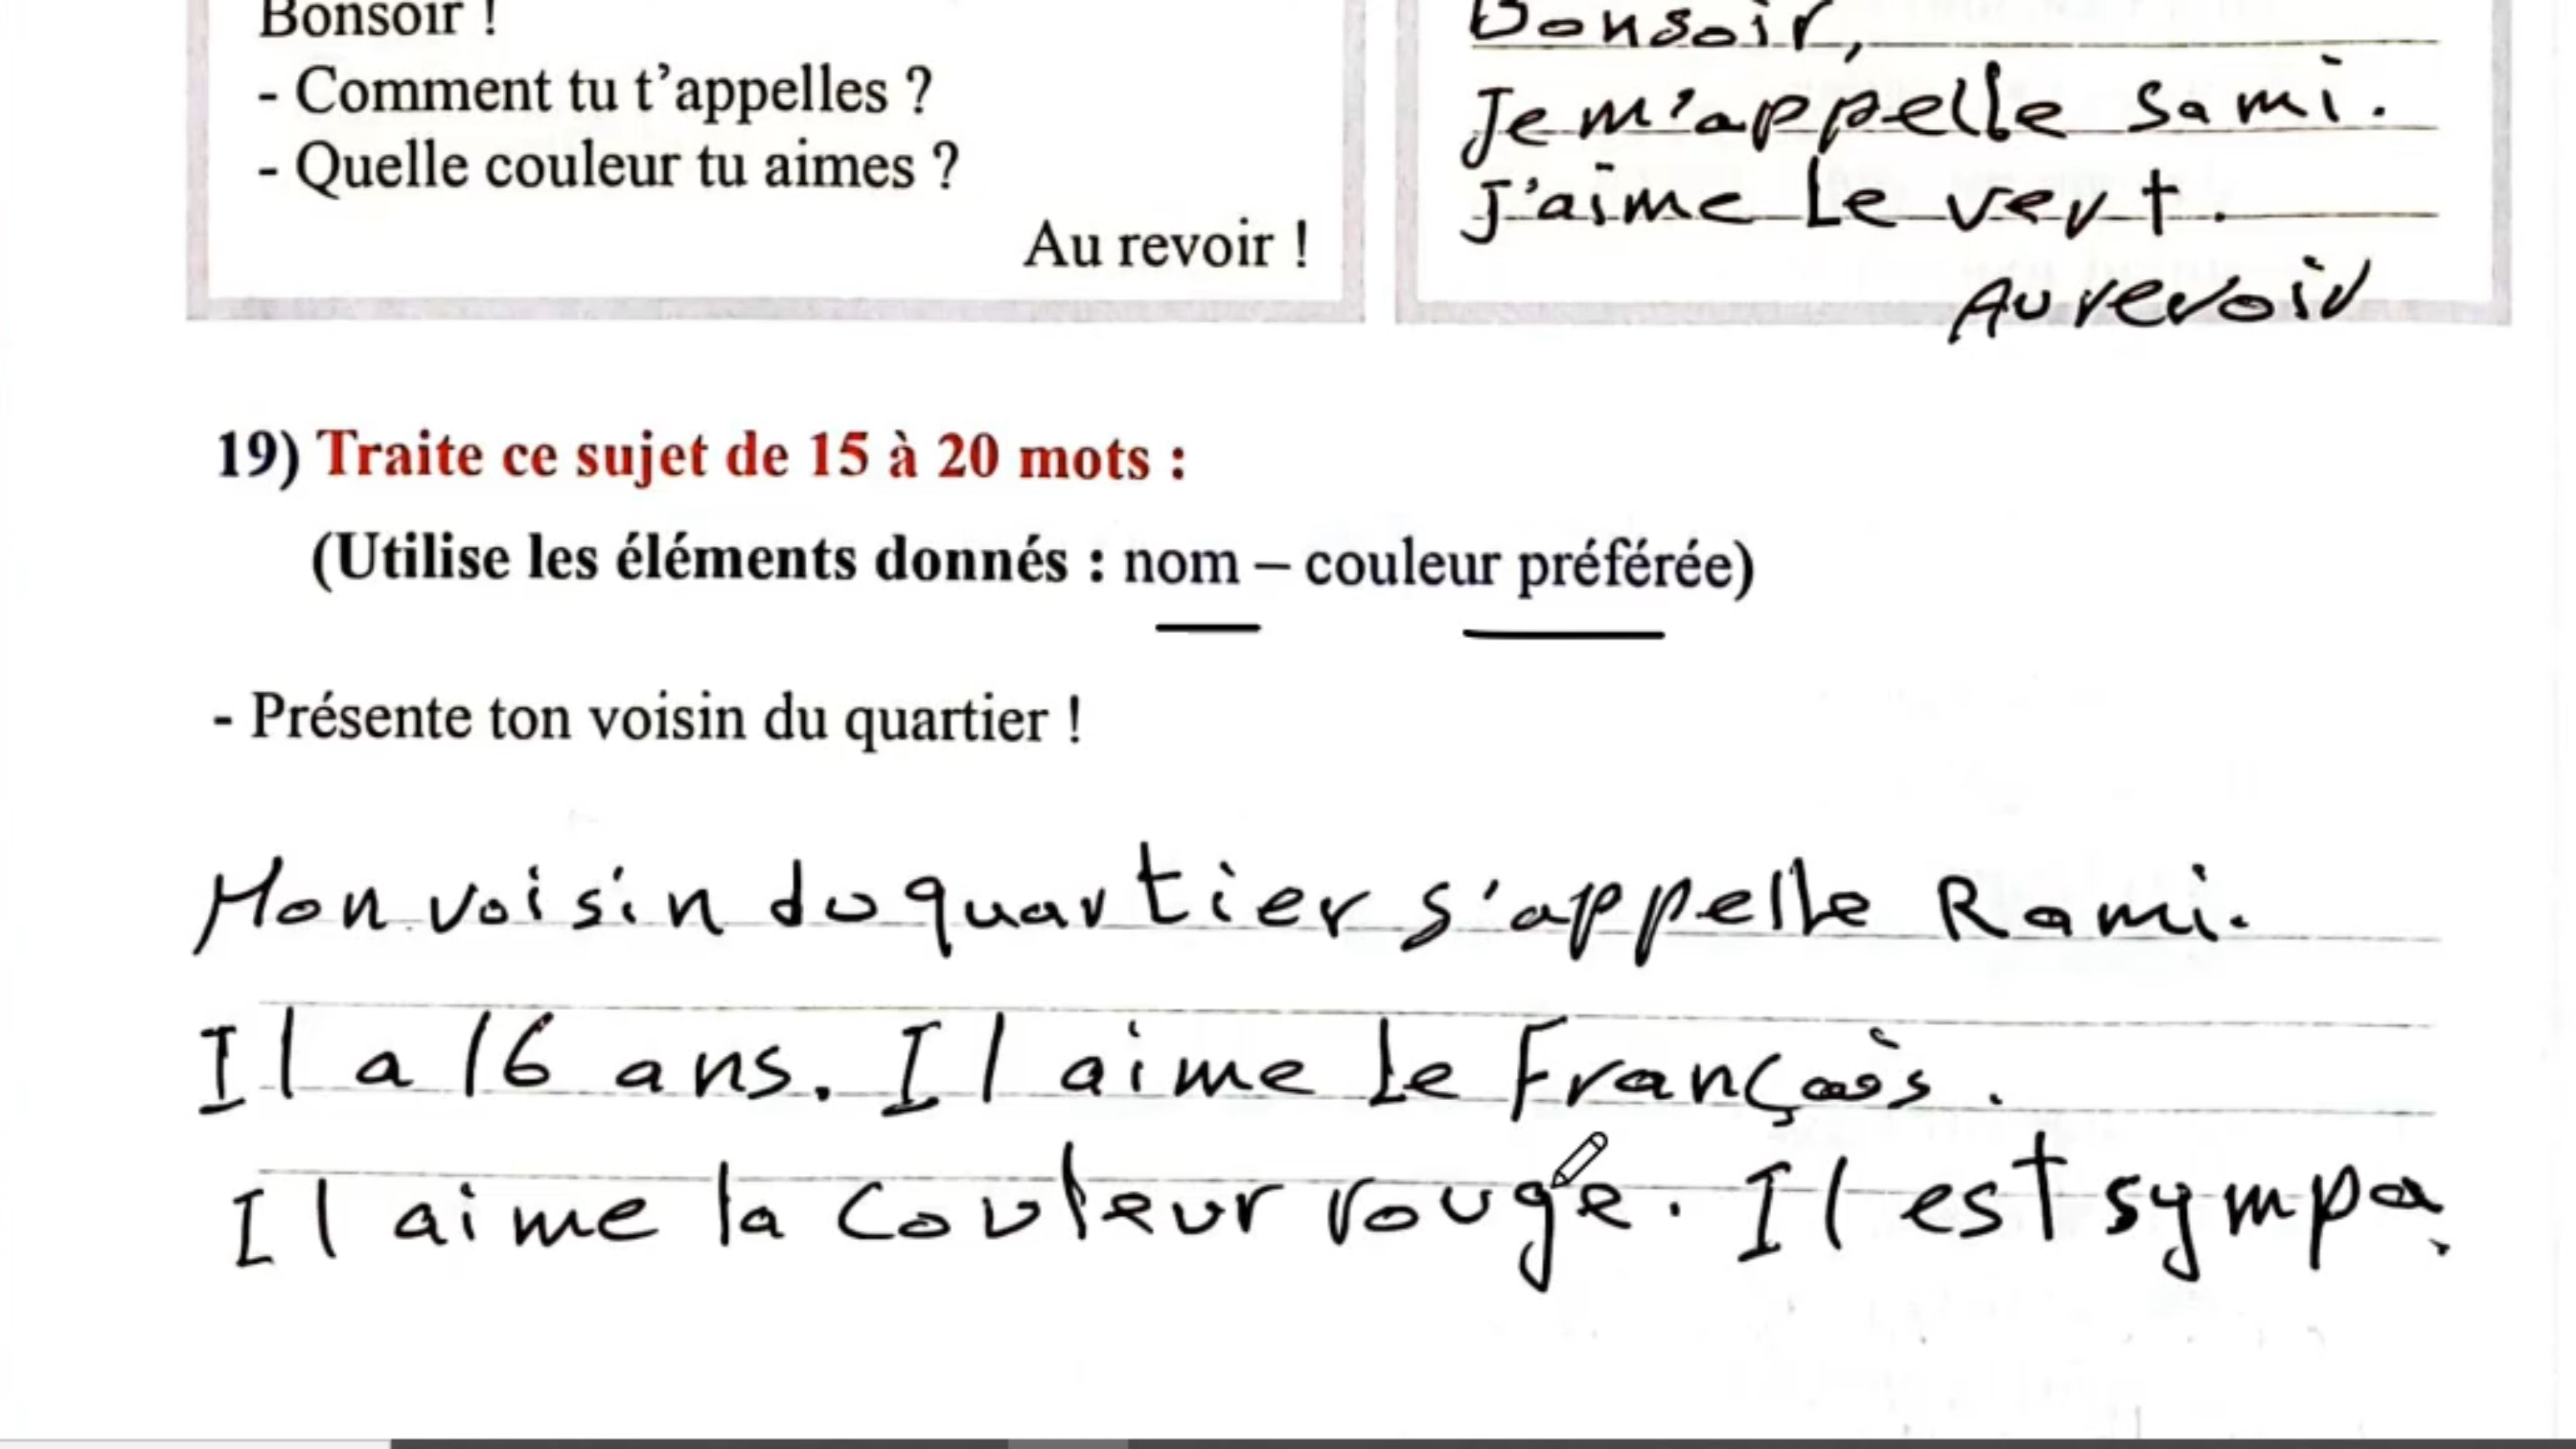 Bonsoir !
- Comment tu t'appelles ?
- Quelle couleur tu aimes ?
Au revoir !
Bonsoir,
Je m'appelle Sami.
J'aime le vert.
Au revoir
19) Traite ce sujet de 15 à 20 mots :
(Utilise les éléments donnés : nom – couleur préférée)
- Présente ton voisin du quartier !
Mon voisin du quartier s'appelle Rami.
Il a 16 ans. Il aime le Français.
Il aime la couleur rouge. Il est sympa.